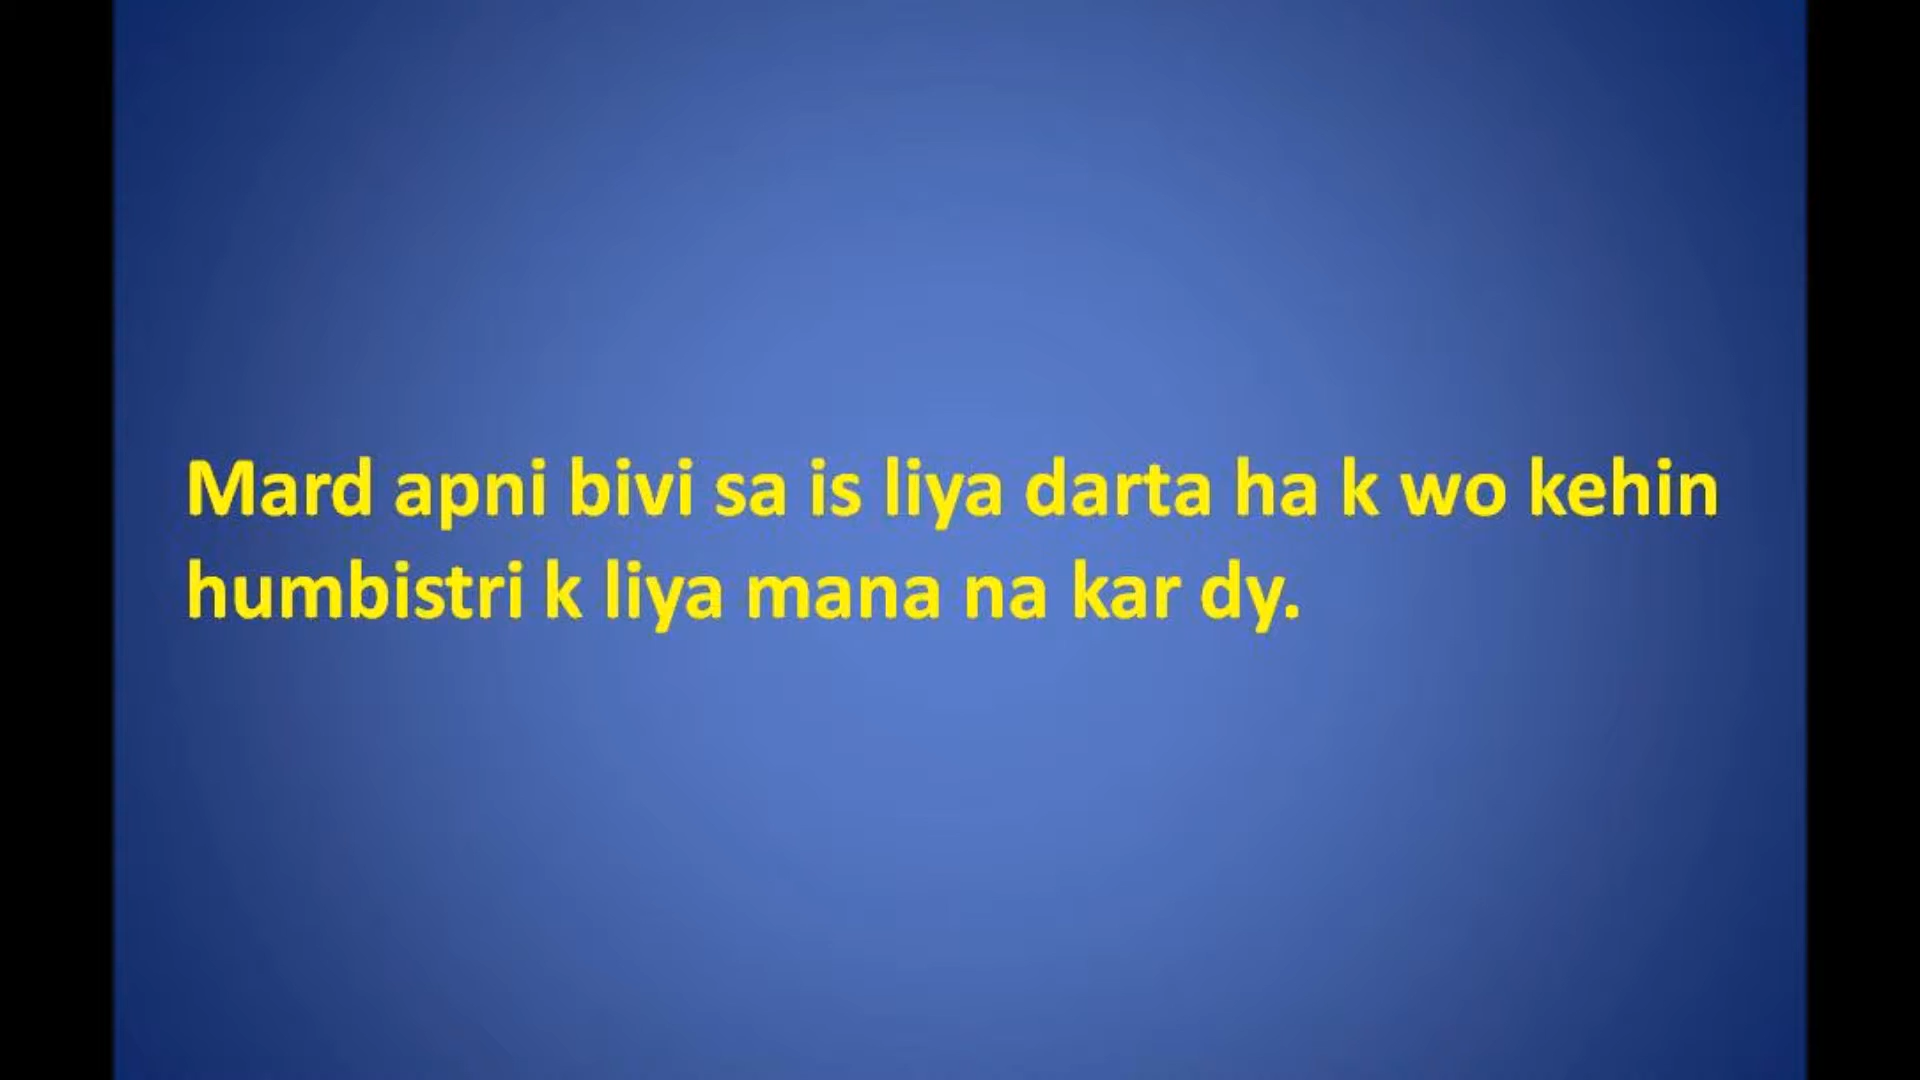 Mard apni bivi sa is liya darta ha k wo kehin
humbistri k liya mana na kar dy.